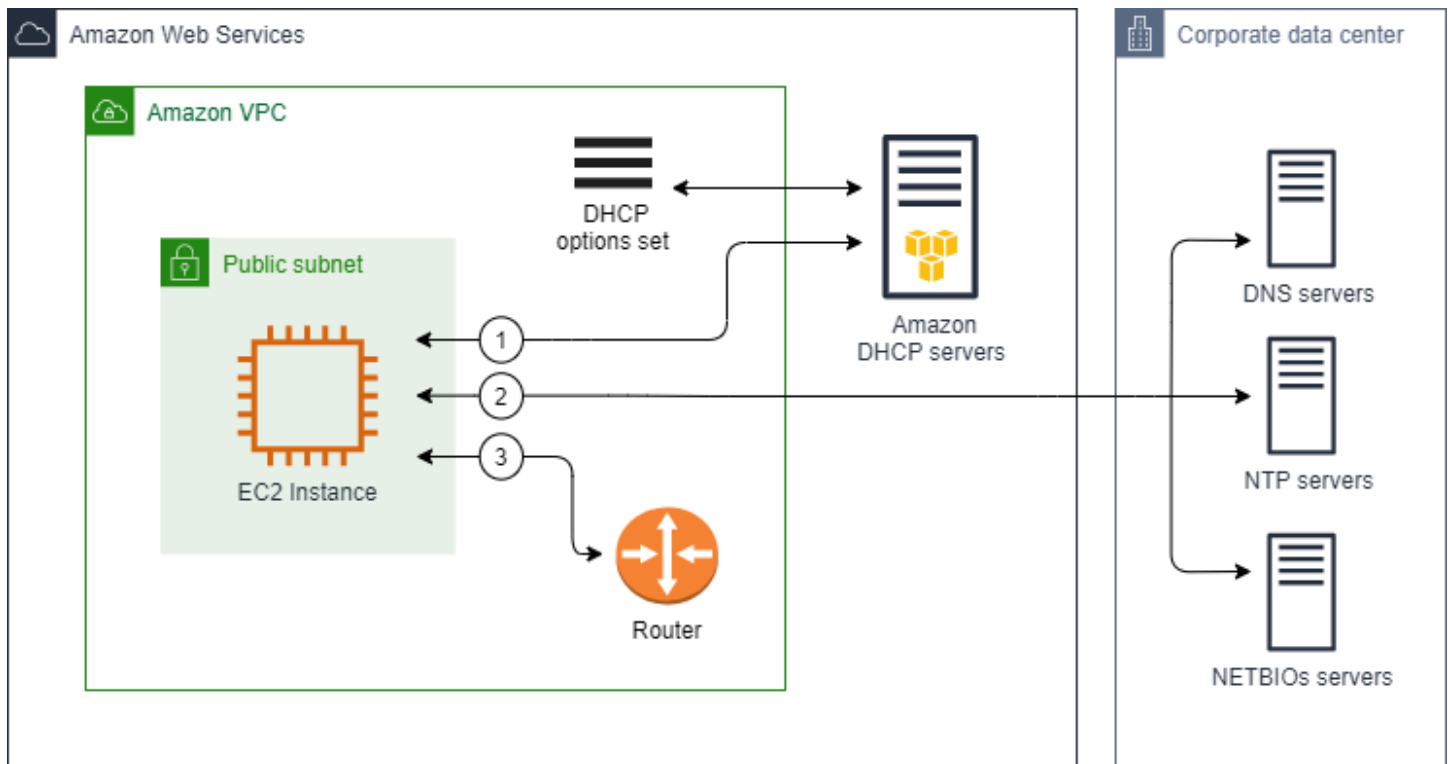 Amazon Web Services
Corporate data center
Amazon VPC
DHCP
options set
Public subnet
Amazon
DHCP servers
DNS servers
1
2
3
EC2 Instance
NTP servers
Router
NETBIOs servers